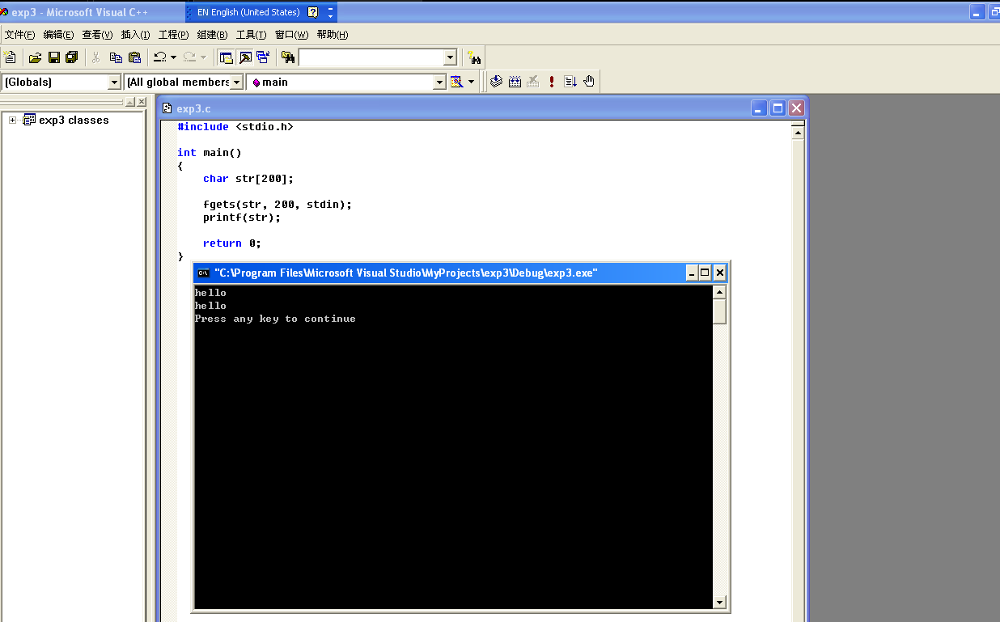 exp3 - Microsoft Visual C++
EN English (United States)
文件(F) 编辑(E) 查看(V) 插入(I) 工程(P) 组建(B) 工具(T) 窗口(W) 帮助(H)
(Globals) (All global members main
exp3 classes
exp3.c
#include <stdio.h>
int main()
{
char str[200];
fgets(str, 200, stdin);
printf(str);
return 0;
}
"C:\Program Files\Microsoft Visual Studio\MyProjects\exp3\Debug\exp3.exe"
hello
hello
Press any key to continue